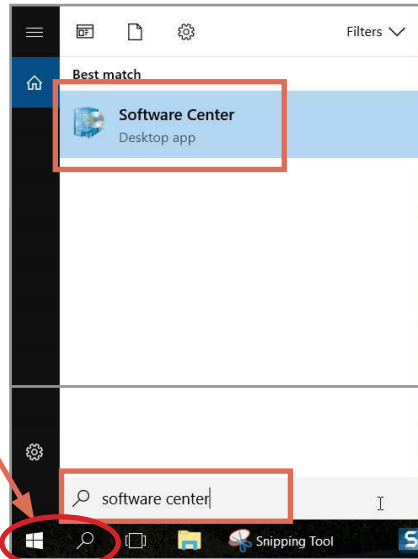 Filters
Best match
Software Center
Desktop app
software center
Snipping Tool
S